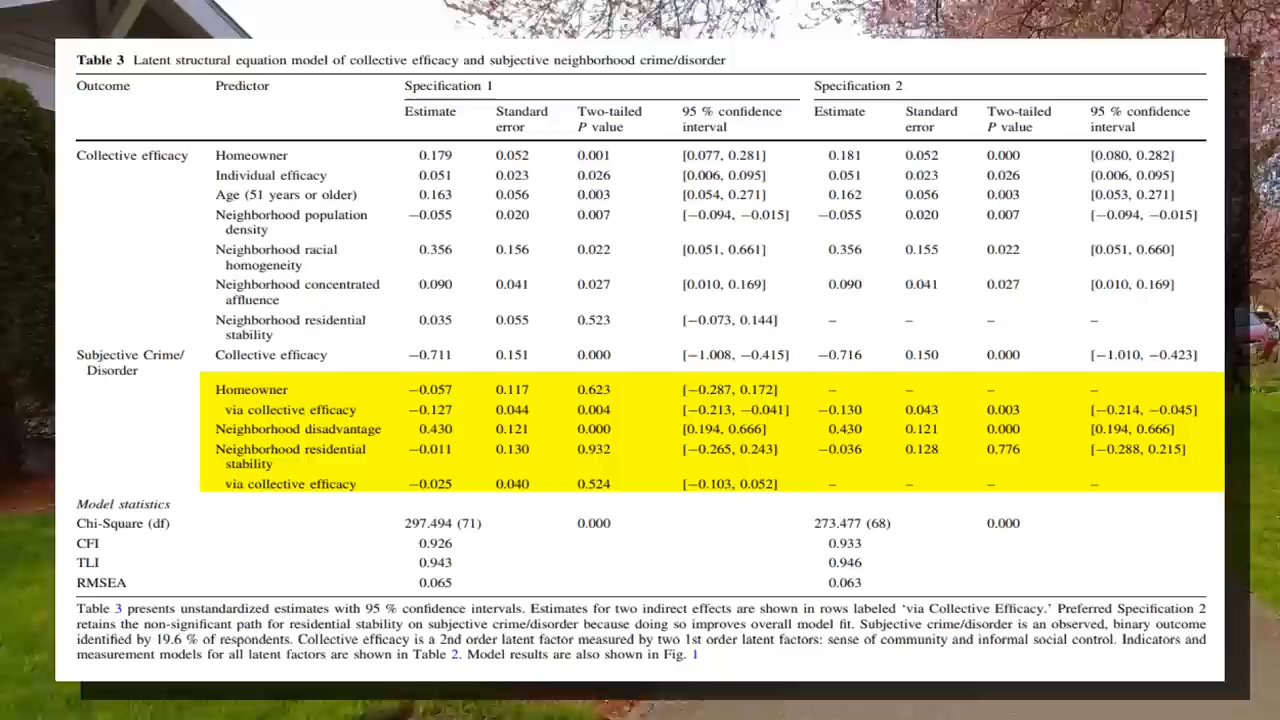 Table 3 Latent structural equation model of collective efficacy and subjective neighborhood crime/disorder
Outcome Predictor Specification 1 Specification 2
Estimate Standard error Two-tailed P value 95 % confidence interval Estimate Standard error Two-tailed P value 95 % confidence interval
Collective efficacy Homeowner 0.179 0.052 0.001 [0.077, 0.281] 0.181 0.052 0.000 [0.080, 0.282]
Individual efficacy 0.051 0.023 0.026 [0.006, 0.095] 0.051 0.023 0.026 [0.006, 0.095]
Age (51 years or older) 0.163 0.056 0.003 [0.054, 0.271] 0.162 0.056 0.003 [0.053, 0.271]
Neighborhood population density −0.055 0.020 0.007 [−0.094, −0.015] −0.055 0.020 0.007 [−0.094, −0.015]
Neighborhood racial homogeneity 0.356 0.156 0.022 [0.051, 0.661] 0.356 0.155 0.022 [0.051, 0.660]
Neighborhood concentrated affluence 0.090 0.041 0.027 [0.010, 0.169] 0.090 0.041 0.027 [0.010, 0.169]
Neighborhood residential stability 0.035 0.055 0.523 [−0.073, 0.144] – – – –
Subjective Crime/ Disorder Collective efficacy −0.711 0.151 0.000 [−1.008, −0.415] −0.716 0.150 0.000 [−1.010, −0.423]
Homeowner −0.057 0.117 0.623 [−0.287, 0.172] – – – –
via collective efficacy −0.127 0.044 0.004 [−0.213, −0.041] −0.130 0.043 0.003 [−0.214, −0.045]
Neighborhood disadvantage 0.430 0.121 0.000 [0.194, 0.666] 0.430 0.121 0.000 [0.194, 0.666]
Neighborhood residential stability −0.011 0.130 0.932 [−0.265, 0.243] −0.036 0.128 0.776 [−0.288, 0.215]
via collective efficacy −0.025 0.040 0.524 [−0.103, 0.052] – – – –
Model statistics
Chi-Square (df) 297.494 (71) 0.000 273.477 (68) 0.000
CFI 0.926 0.933
TLI 0.943 0.946
RMSEA 0.065 0.063
Table 3 presents unstandardized estimates with 95 % confidence intervals. Estimates for two indirect effects are shown in rows labeled ‘via Collective Efficacy.’ Preferred Specification 2
retains the non-significant path for residential stability on subjective crime/disorder because doing so improves overall model fit. Subjective crime/disorder is an observed, binary outcome
identified by 19.6 % of respondents. Collective efficacy is a 2nd order latent factor measured by two 1st order latent factors: sense of community and informal social control. Indicators and
measurement models for all latent factors are shown in Table 2. Model results are also shown in Fig. 1